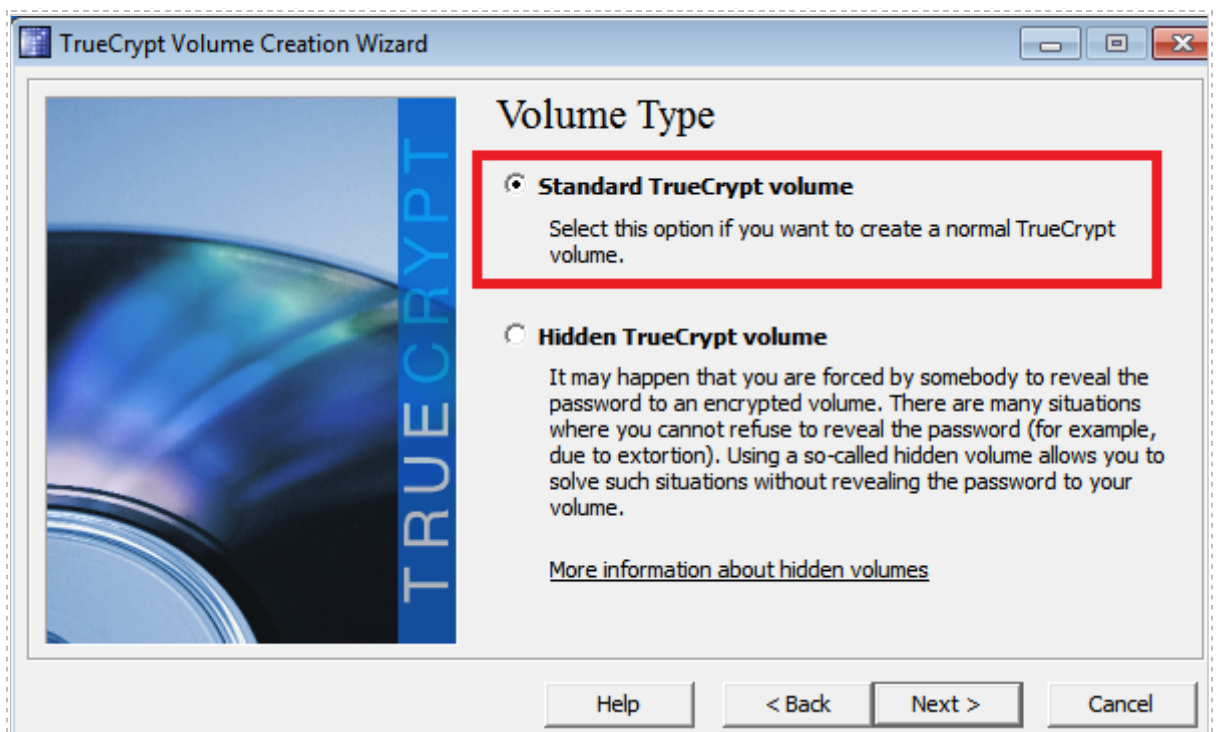 TrueCrypt Volume Creation Wizard
TRUECRYPT
Volume Type
Standard TrueCrypt volume
Select this option if you want to create a normal TrueCrypt
volume.
Hidden TrueCrypt volume
It may happen that you are forced by somebody to reveal the
password to an encrypted volume. There are many situations
where you cannot refuse to reveal the password (for example,
due to extortion). Using a so-called hidden volume allows you to
solve such situations without revealing the password to your
volume.
More information about hidden volumes
Help
< Back
Next >
Cancel